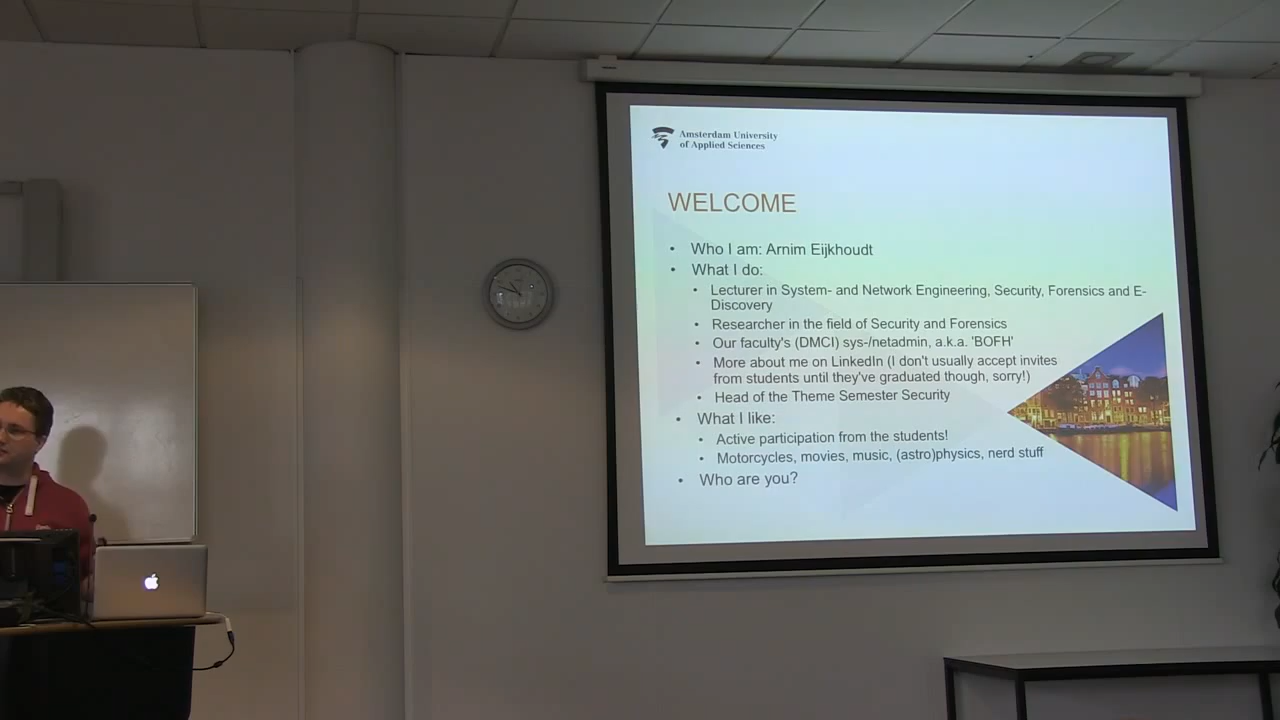 Amsterdam University
of Applied Sciences
WELCOME
• Who I am: Arnim Eijkhoudt
• What I do:
• Lecturer in System- and Network Engineering, Security, Forensics and E-
Discovery
• Researcher in the field of Security and Forensics
• Our faculty's (DMCI) sys-/netadmin, a.k.a. 'BOFH'
• More about me on LinkedIn (I don't usually accept invites
from students until they've graduated though, sorry!)
• Head of the Theme Semester Security
• What I like:
• Active participation from the students!
• Motorcycles, movies, music, (astro)physics, nerd stuff
• Who are you?